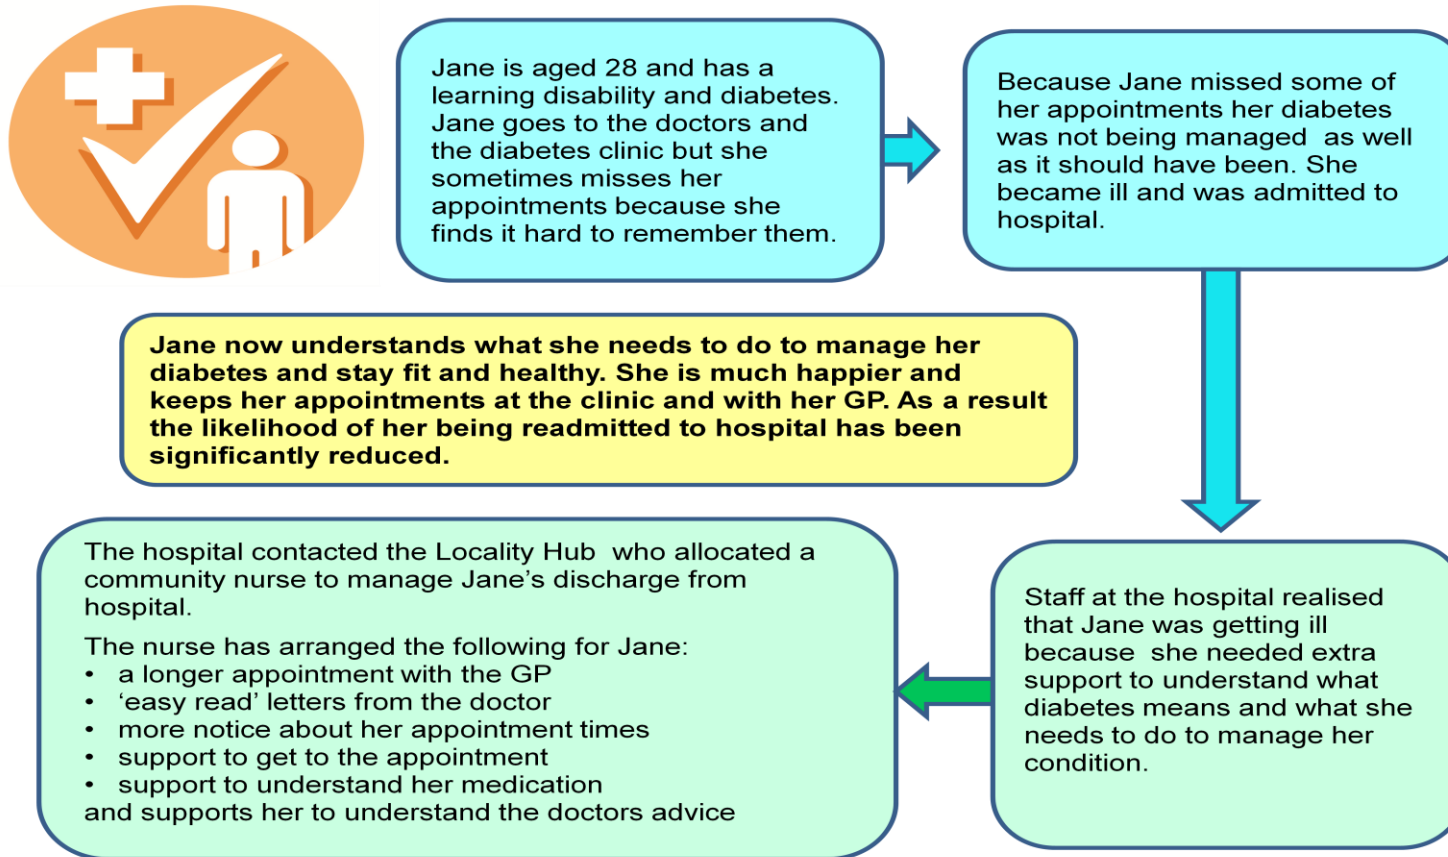 Jane is aged 28 and has a
learning disability and diabetes.
Jane goes to the doctors and
the diabetes clinic but she
sometimes misses her
appointments because she
finds it hard to remember them.
Because Jane missed some of
her appointments her diabetes
was not being managed  as well
as it should have been. She
became ill and was admitted to
hospital.
Staff at the hospital realised
that Jane was getting ill
because  she needed extra
support to understand what
diabetes means and what she
needs to do to manage her
condition.
The hospital contacted the Locality Hub  who allocated a
community nurse to manage Jane’s discharge from
hospital.
The nurse has arranged the following for Jane:
• a longer appointment with the GP
• ‘easy read’ letters from the doctor
• more notice about her appointment times
• support to get to the appointment
• support to understand her medication
and supports her to understand the doctors advice
Jane now understands what she needs to do to manage her
diabetes and stay fit and healthy. She is much happier and
keeps her appointments at the clinic and with her GP. As a result
the likelihood of her being readmitted to hospital has been
significantly reduced.